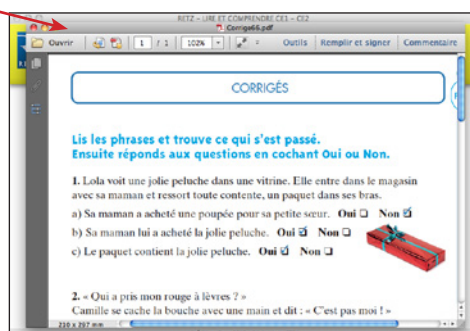 RETZ - LIRE ET COMPRENDRE CE1 - CE2
Corrige66.pdf
Ouvrir 1 / 1 102% Outils Remplir et signer Commentaire
CORRIGÉS
Lis les phrases et trouve ce qui s'est passé.
Ensuite réponds aux questions en cochant Oui ou Non.
1. Lola voit une jolie peluche dans une vitrine. Elle entre dans le magasin
avec sa maman et ressort toute contente, un paquet dans ses bras.
a) Sa maman a acheté une poupée pour sa petite sœur. Oui ❏ Non ☑
b) Sa maman lui a acheté la jolie peluche. Oui ☑ Non ❏
c) Le paquet contient la jolie peluche. Oui ☑ Non ❏
2. « Qui a pris mon rouge à lèvres ? »
Camille se cache la bouche avec une main et dit : « C'est pas moi ! »
210 x 297 mm